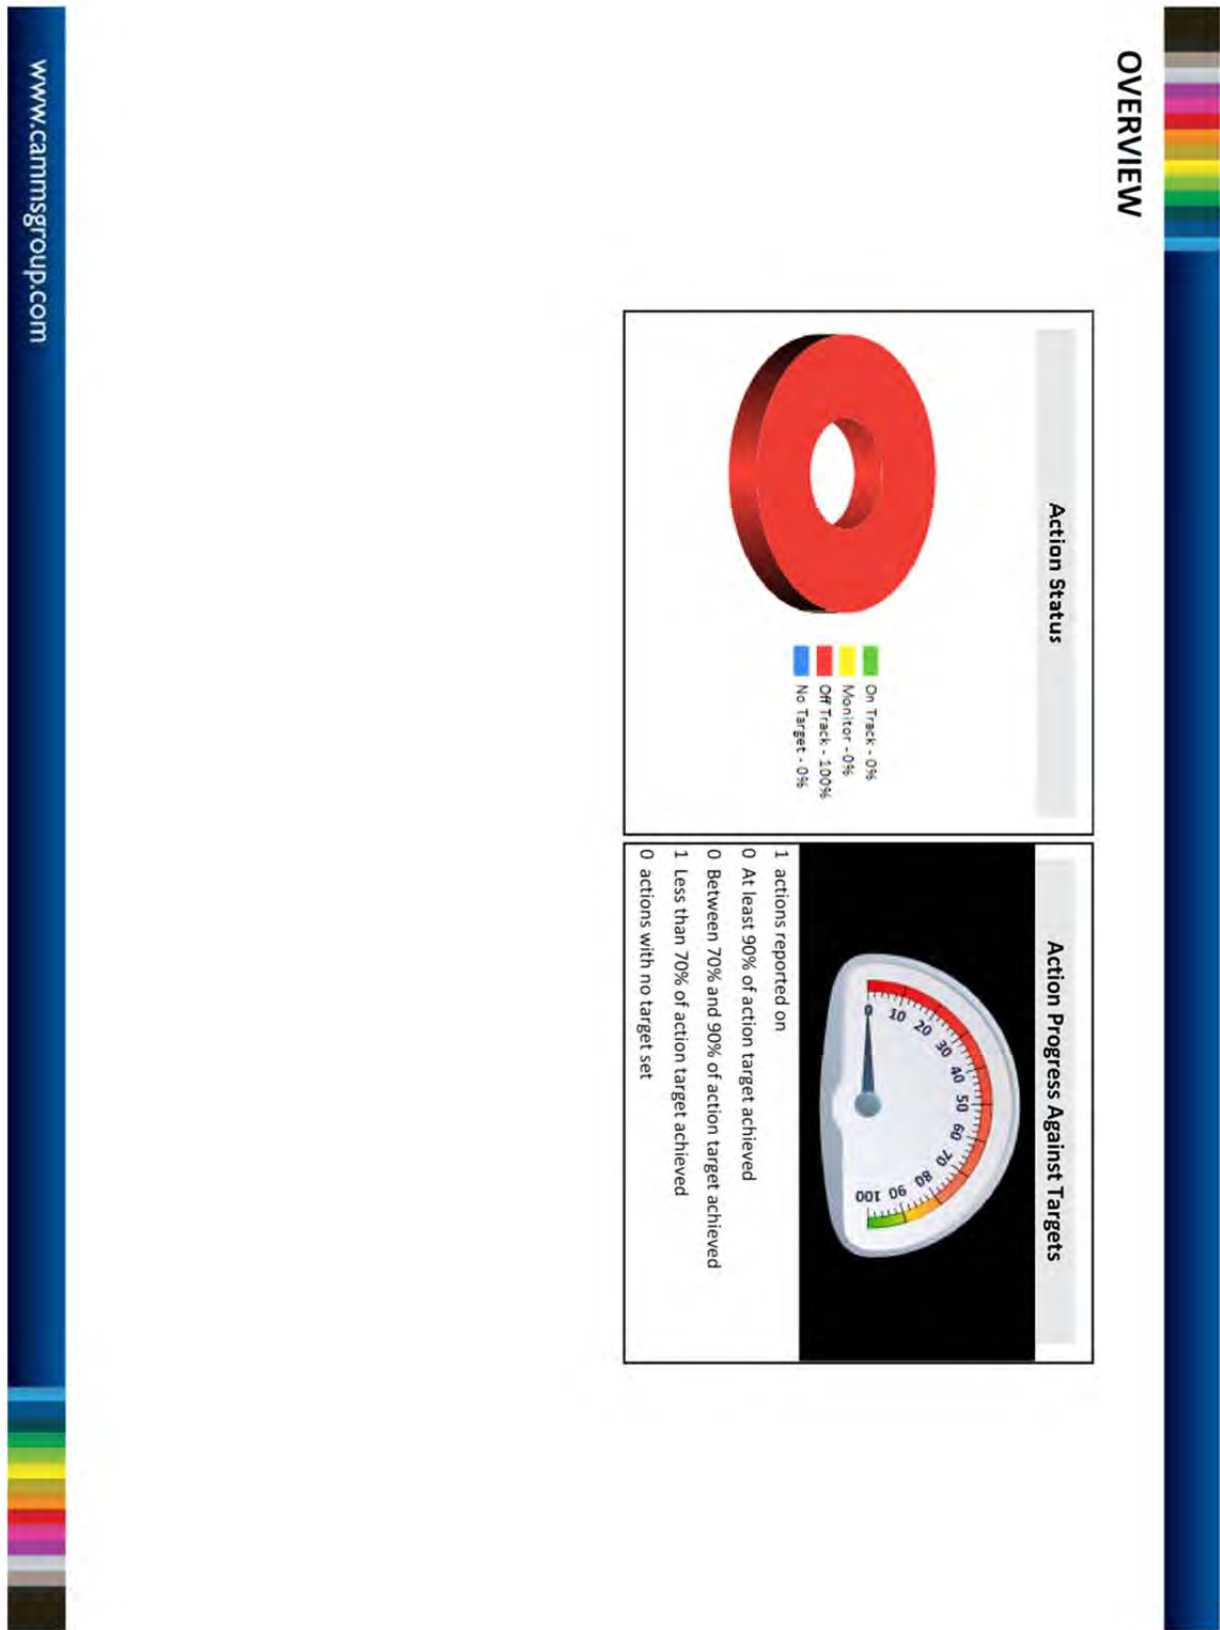 OVERVIEW
Action Status
On Track - 0%
Monitor - 0%
Off Track - 100%
No Target - 0%
Action Progress Against Targets
0 10 20 30 40 50 60 70 80 90 100
1 actions reported on
0 At least 90% of action target achieved
0 Between 70% and 90% of action target achieved
1 Less than 70% of action target achieved
0 actions with no target set
www.cammsgroup.com